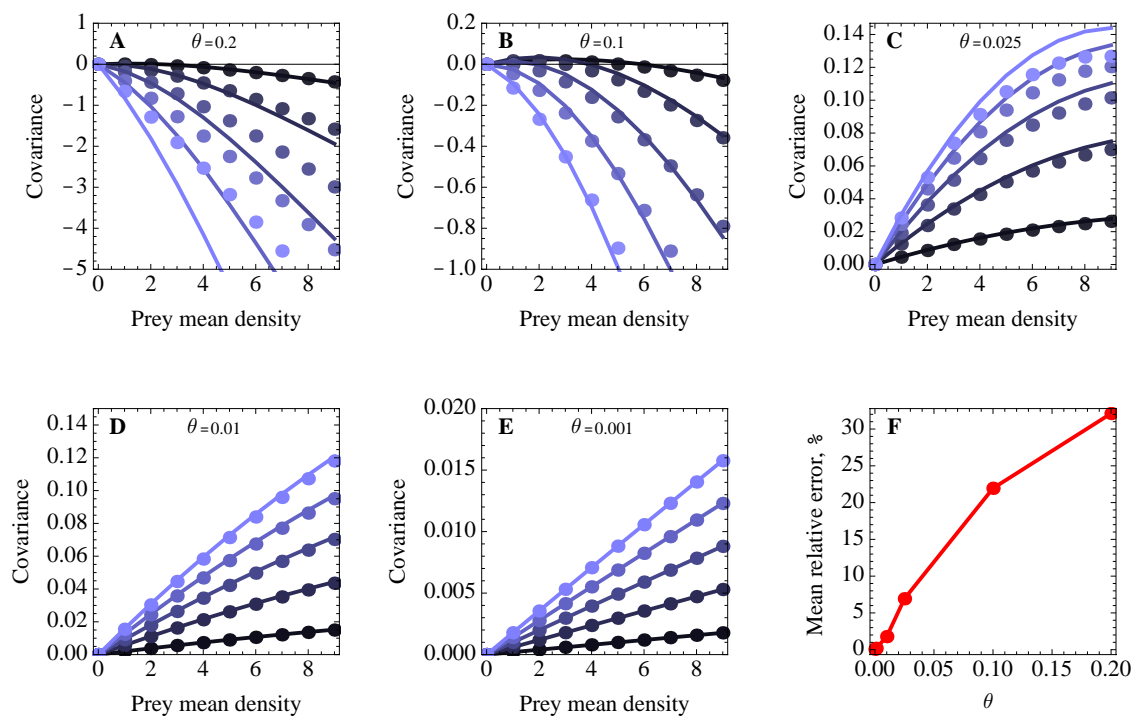 A
θ=0.2
1
0
−1
−2
−3
−4
−5
0 2 4 6 8
Covariance
Prey mean density
B
θ=0.1
0.2
0.0
−0.2
−0.4
−0.6
−0.8
−1.0
0 2 4 6 8
Covariance
Prey mean density
C
θ=0.025
0.14
0.12
0.10
0.08
0.06
0.04
0.02
0.00
0 2 4 6 8
Covariance
Prey mean density
D
θ=0.01
0.14
0.12
0.10
0.08
0.06
0.04
0.02
0.00
0 2 4 6 8
Covariance
Prey mean density
E
θ=0.001
0.020
0.015
0.010
0.005
0.000
0 2 4 6 8
Covariance
Prey mean density
F
30
25
20
15
10
5
0
0.00 0.05 0.10 0.15 0.20
Mean relative error, %
θ